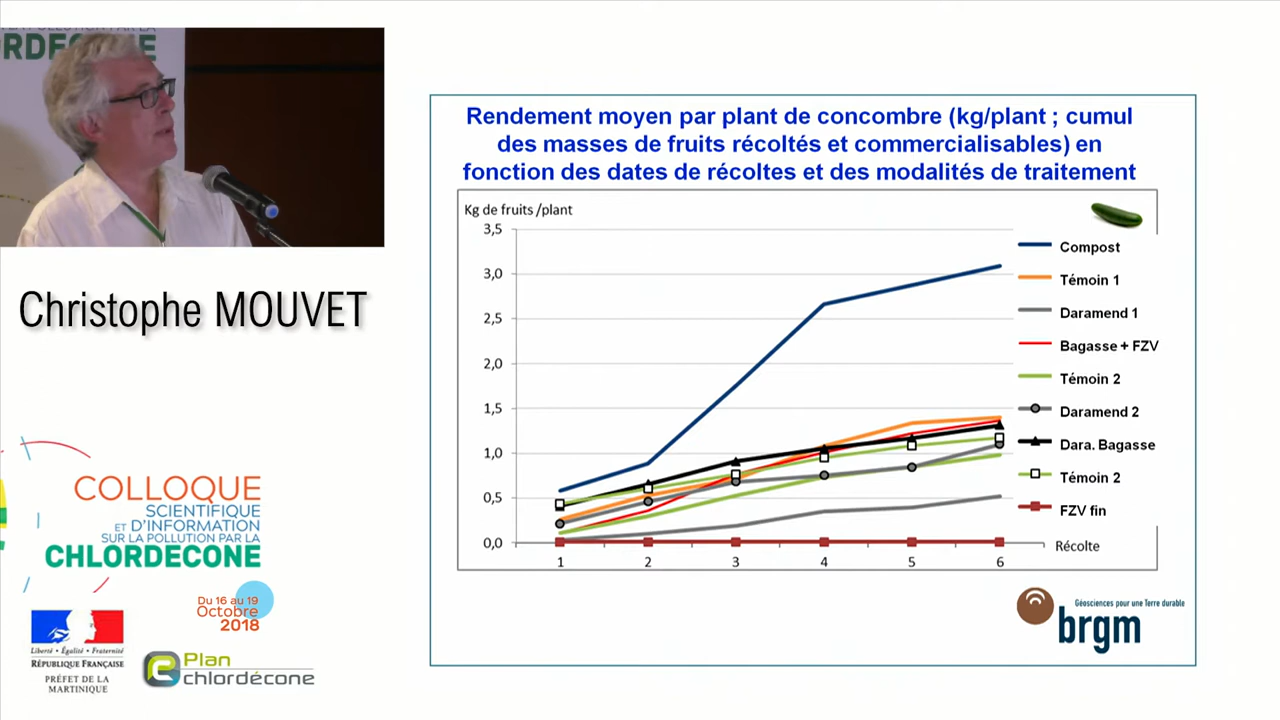 RDE
E
Christophe MOUVET
COLLOQUE
SCIENTIFIQUE
ET D'INFORMATION
SUR LA POLLUTION PAR LA
CHLORDECONE
Du 16 au 19
Octobre
2018
Liberté • Égalité • Fraternité
RÉPUBLIQUE FRANÇAISE
PRÉFET DE LA
MARTINIQUE
Plan
chlordécone
Rendement moyen par plant de concombre (kg/plant ; cumul
des masses de fruits récoltés et commercialisables) en
fonction des dates de récoltes et des modalités de traitement
Kg de fruits /plant
3,5
3,0
2,5
2,0
1,5
1,0
0,5
0,0
1 2 3 4 5 6
Récolte
Compost
Témoin 1
Daramend 1
Bagasse + FZV
Témoin 2
Daramend 2
Dara. Bagasse
Témoin 2
FZV fin
Géosciences pour une Terre durable
brgm